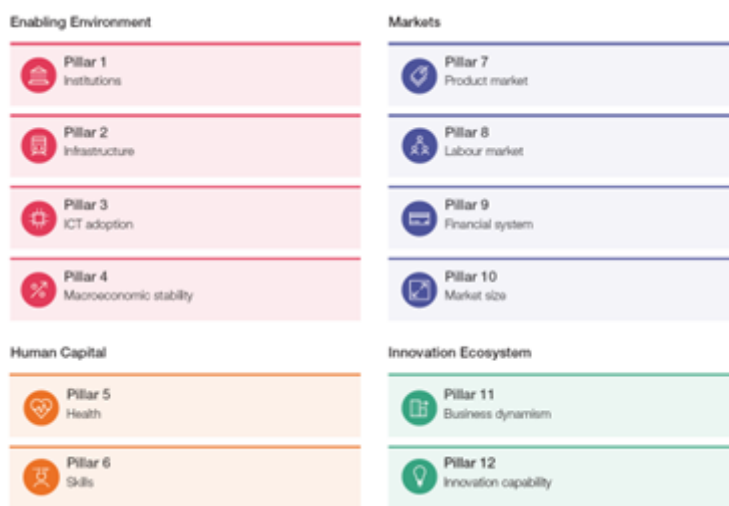 Enabling Environment
Pillar 1
Institutions
Pillar 2
Infrastructure
Pillar 3
ICT adoption
Pillar 4
Macroeconomic stability
Markets
Pillar 7
Product market
Pillar 8
Labour market
Pillar 9
Financial system
Pillar 10
Market size
Human Capital
Pillar 5
Health
Pillar 6
Skills
Innovation Ecosystem
Pillar 11
Business dynamism
Pillar 12
Innovation capability